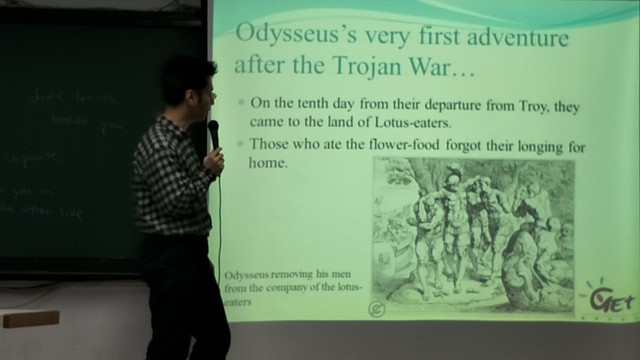 Odysseus's very first adventure
after the Trojan War…
On the tenth day from their departure from Troy, they
came to the land of Lotus-eaters.
Those who ate the flower-food forgot their longing for
home.
Odysseus removing his men
from the company of the lotus-
eaters